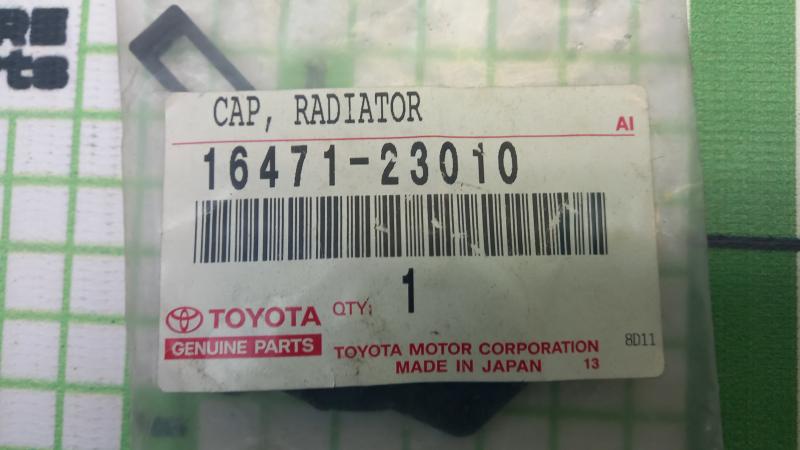 CAP, RADIATOR
AI
16471-23010
QTY: 1
TOYOTA
GENUINE PARTS
TOYOTA MOTOR CORPORATION
MADE IN JAPAN 13
8D11